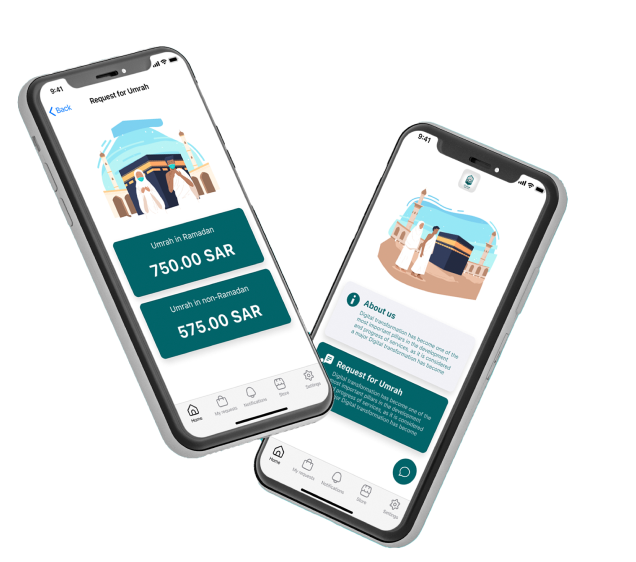 9:41
Back
Request for Umrah
Umrah in Ramadan
750.00 SAR
Umrah in non-Ramadan
575.00 SAR
Home
My requests
Notifications
Store
Settings
9:41
About us
Digital transformation has become one of the
most important pillars in the development
and progress of services, as it is considered
a major Digital transformation has become
Request for Umrah
Digital transformation has become one of the
most important pillars in the development
progress of services, as it is considered
Digital transformation has become
Home
My requests
Notifications
Store
Settings